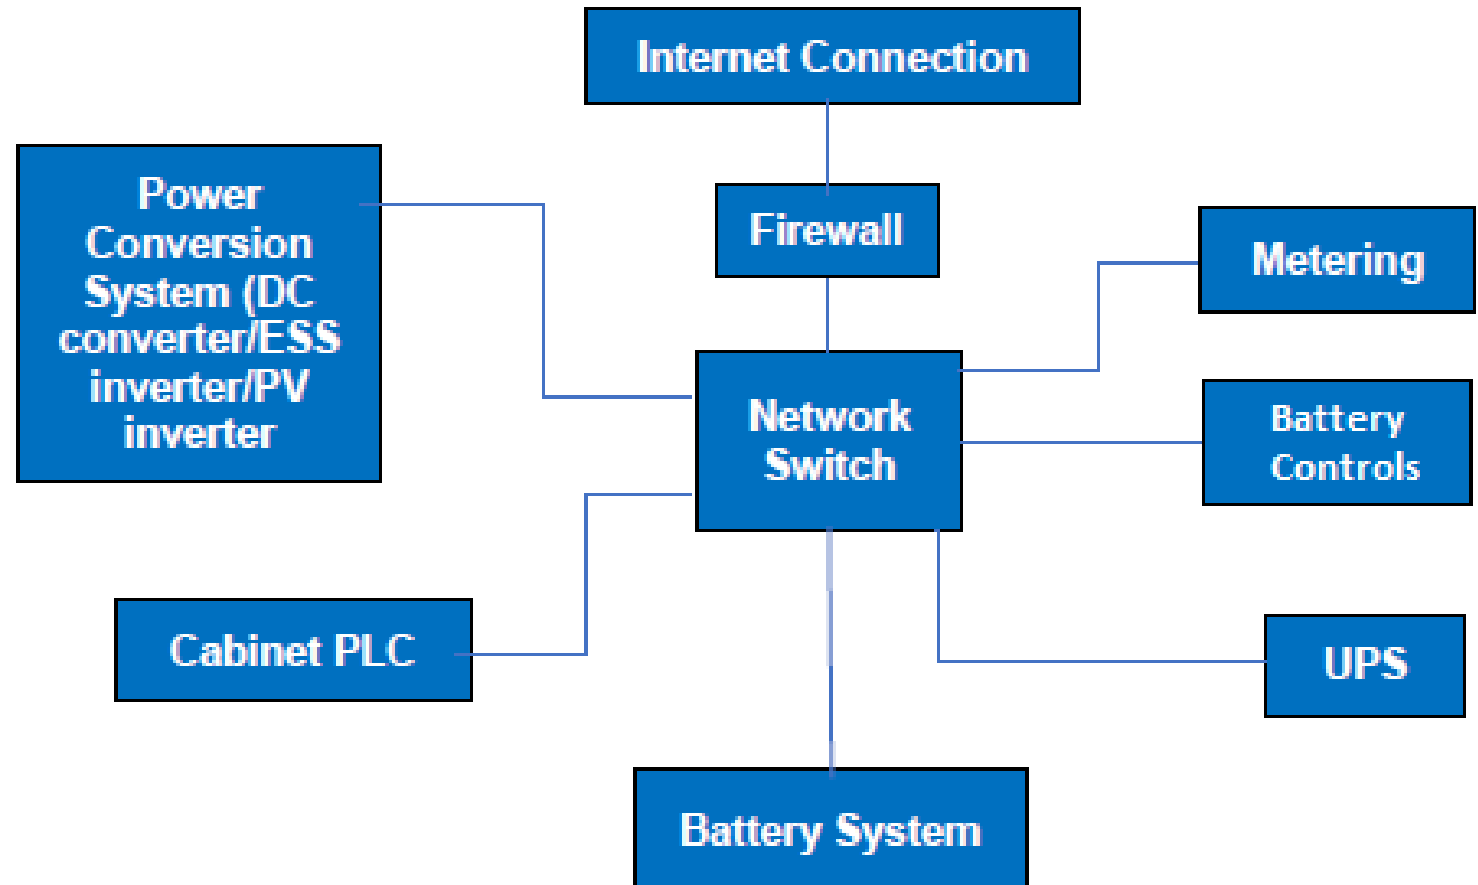 Internet Connection
Power
Conversion
System (DC
converter/ESS
inverter/PV
inverter
Firewall
Metering
Network
Switch
Battery
Controls
Cabinet PLC
UPS
Battery System